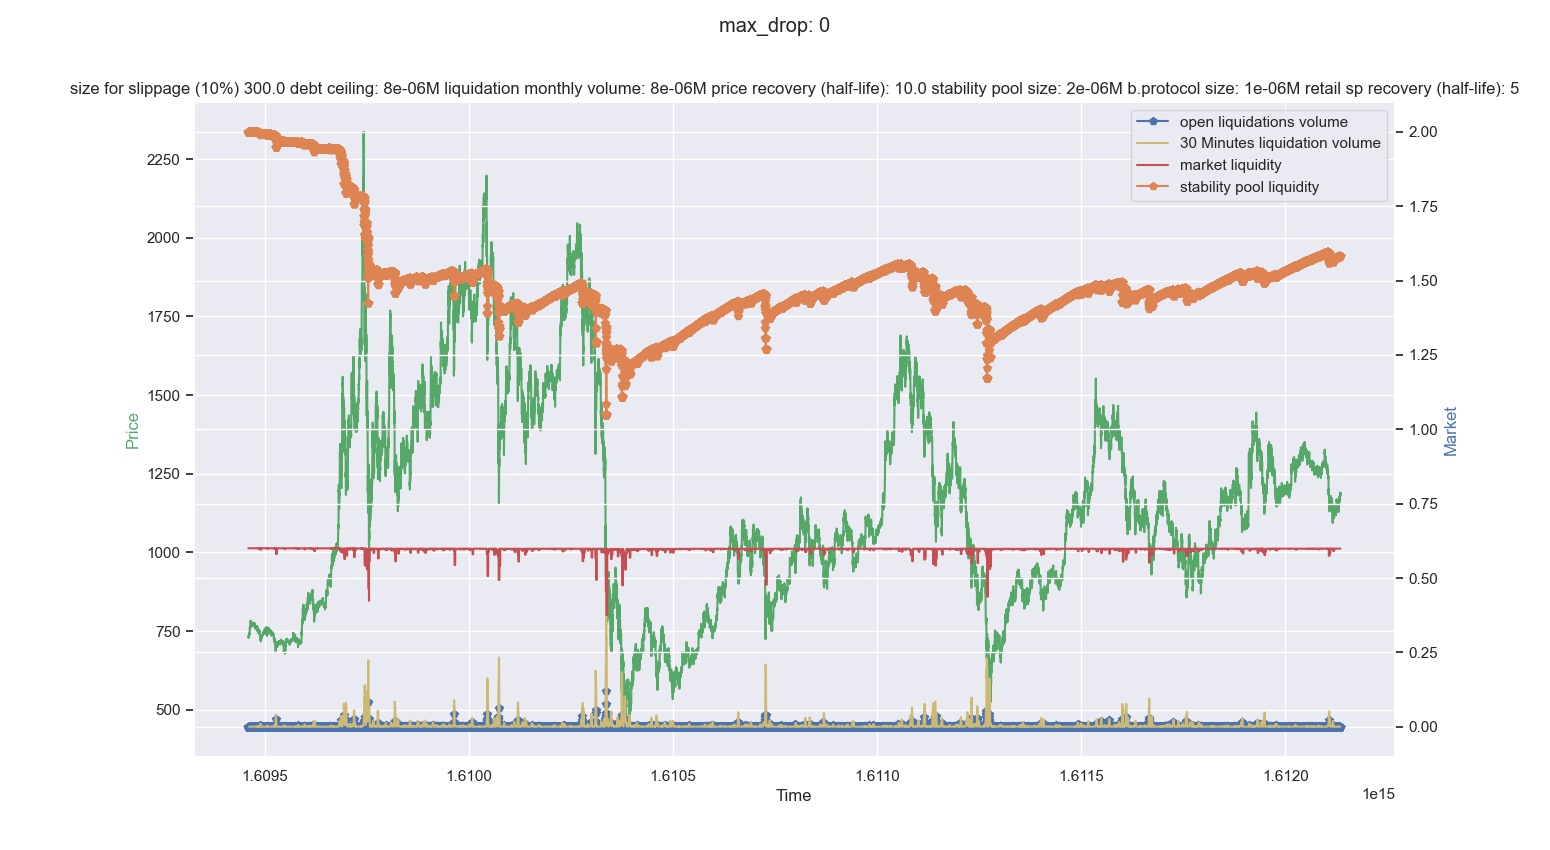 max_drop: 0
size for slippage (10%) 300.0 debt ceiling: 8e-06M liquidation monthly volume: 8e-06M price recovery (half-life): 10.0 stability pool size: 2e-06M b.protocol size: 1e-06M retail sp recovery (half-life): 5
open liquidations volume
30 Minutes liquidation volume
market liquidity
stability pool liquidity
2250
2000
1750
1500
1250
1000
750
500
Price
2.00
1.75
1.50
1.25
1.00
0.75
0.50
0.25
0.00
Market
1.6095 1.6100 1.6105 1.6110 1.6115 1.6120
Time
1e15